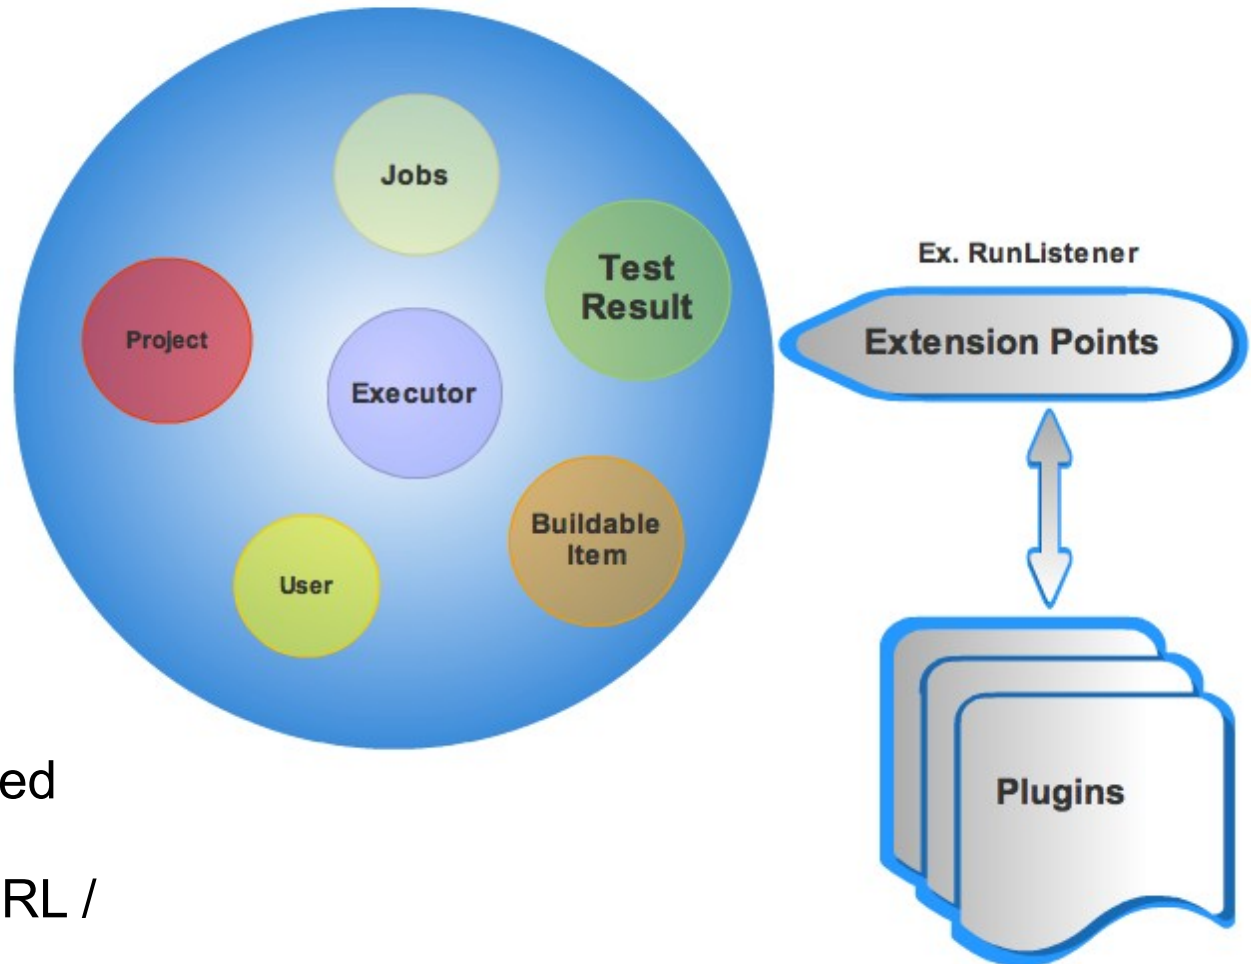 Jobs
Test
Result
Project
Executor
Buildable
Item
User
Ex. RunListener
Extension Points
Plugins
ed
RL /